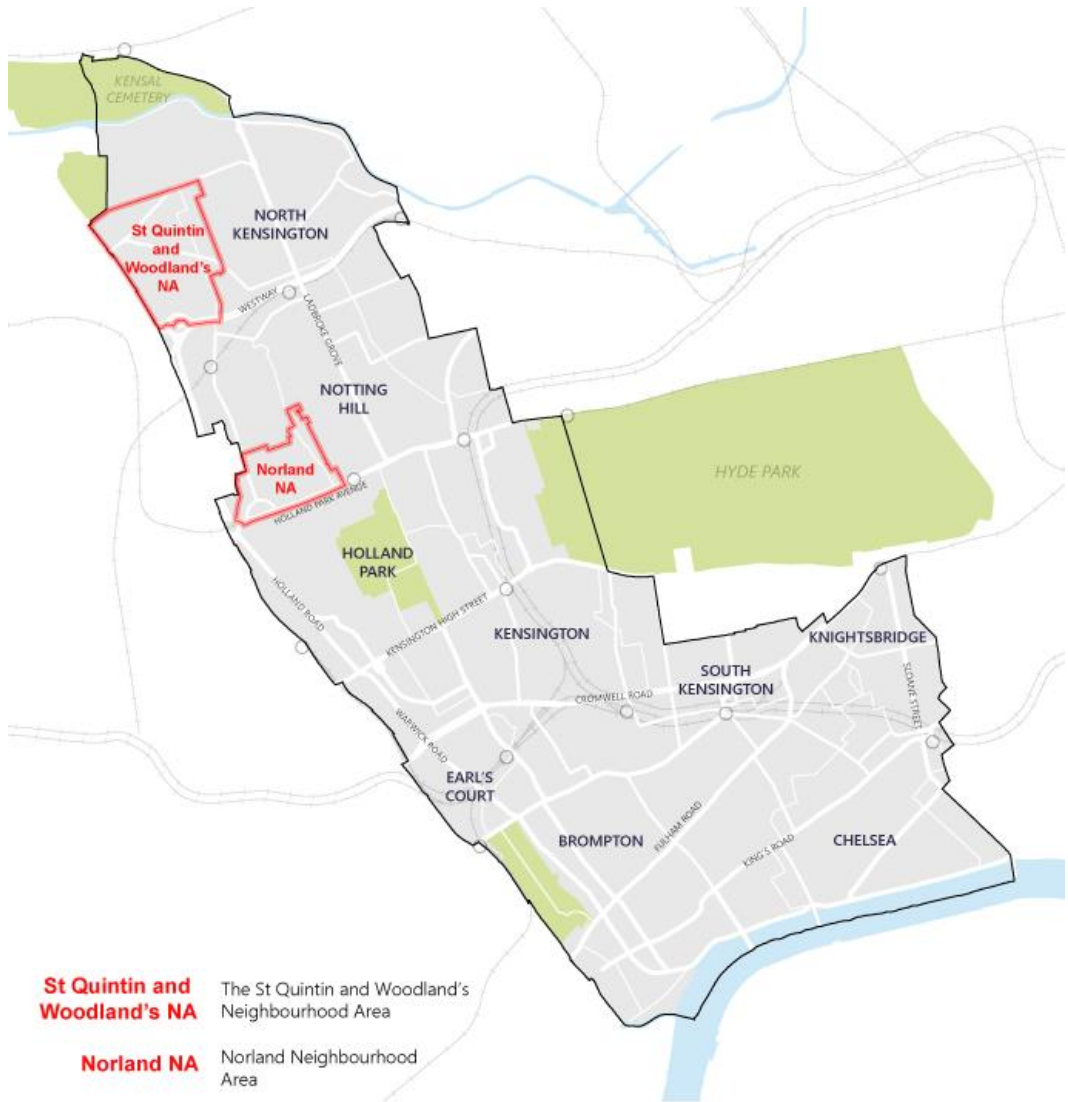 KENSAL
CEMETERY
NORTH
KENSINGTON
St Quintin
and
Woodland's
NA
WESTWAY
LADBROKE GROVE
NOTTING
HILL
Norland
NA
HOLLAND PARK AVENGE
HYDE PARK
HOLLAND
PARK
HOLLAND ROAD
KENSINGTON HIGH STREET
KENSINGTON
KNIGHTSBRIDGE
SOUTH
KENSINGTON
SLOANE STREET
CROMWELL ROAD
WARWICK ROAD
EARL'S
COURT
BROMPTON
FULHAM ROAD
KING'S ROAD
CHELSEA
St Quintin and
Woodland's NA
The St Quintin and Woodland's
Neighbourhood Area
Norland NA
Norland Neighbourhood
Area